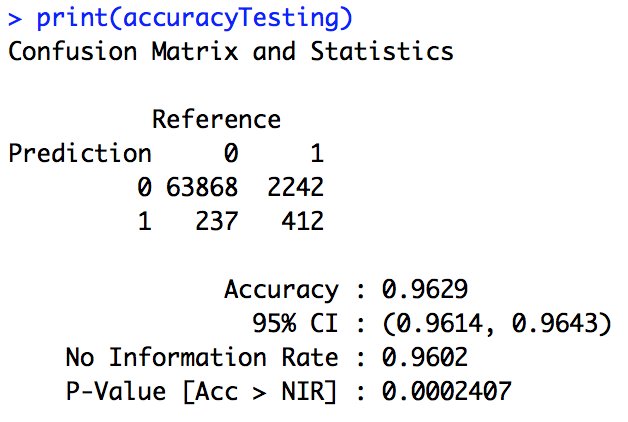 > print(accuracyTesting)
Confusion Matrix and Statistics
Reference
Prediction 0 1
0 63868 2242
1 237 412
Accuracy : 0.9629
95% CI : (0.9614, 0.9643)
No Information Rate : 0.9602
P-Value [Acc > NIR] : 0.0002407